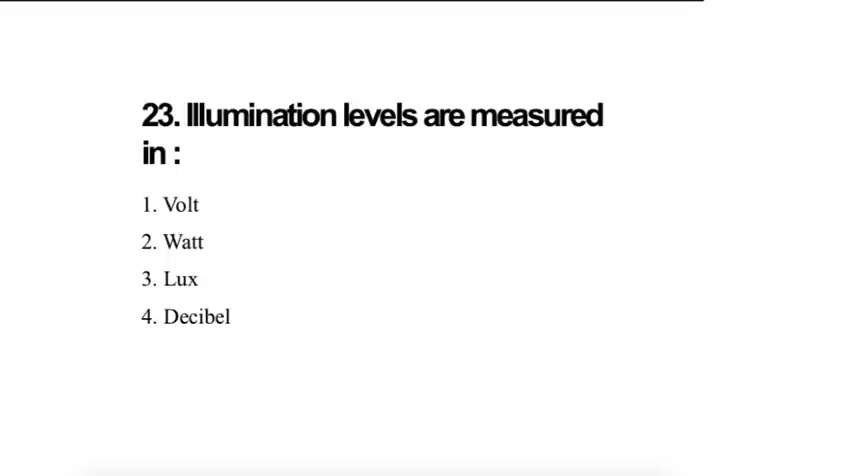 23. Illumination levels are measured
in :
1. Volt
2. Watt
3. Lux
4. Decibel